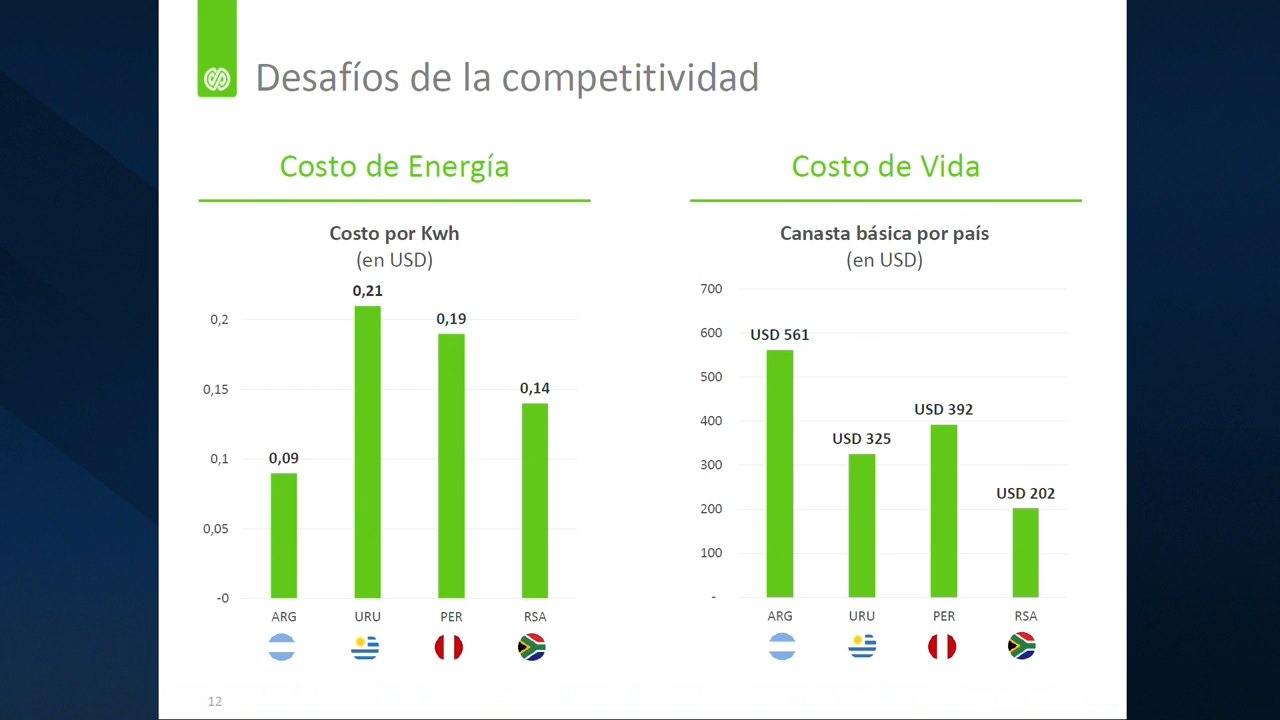 Desafíos de la competitividad
Costo de Energía
Costo por Kwh
(en USD)
0,2
0,15
0,1
0,05
-0
0,09
0,21
0,19
0,14
ARG
URU
PER
RSA
Costo de Vida
Canasta básica por país
(en USD)
700
600
500
400
300
200
100
-
USD 561
USD 325
USD 392
USD 202
ARG
URU
PER
RSA
12